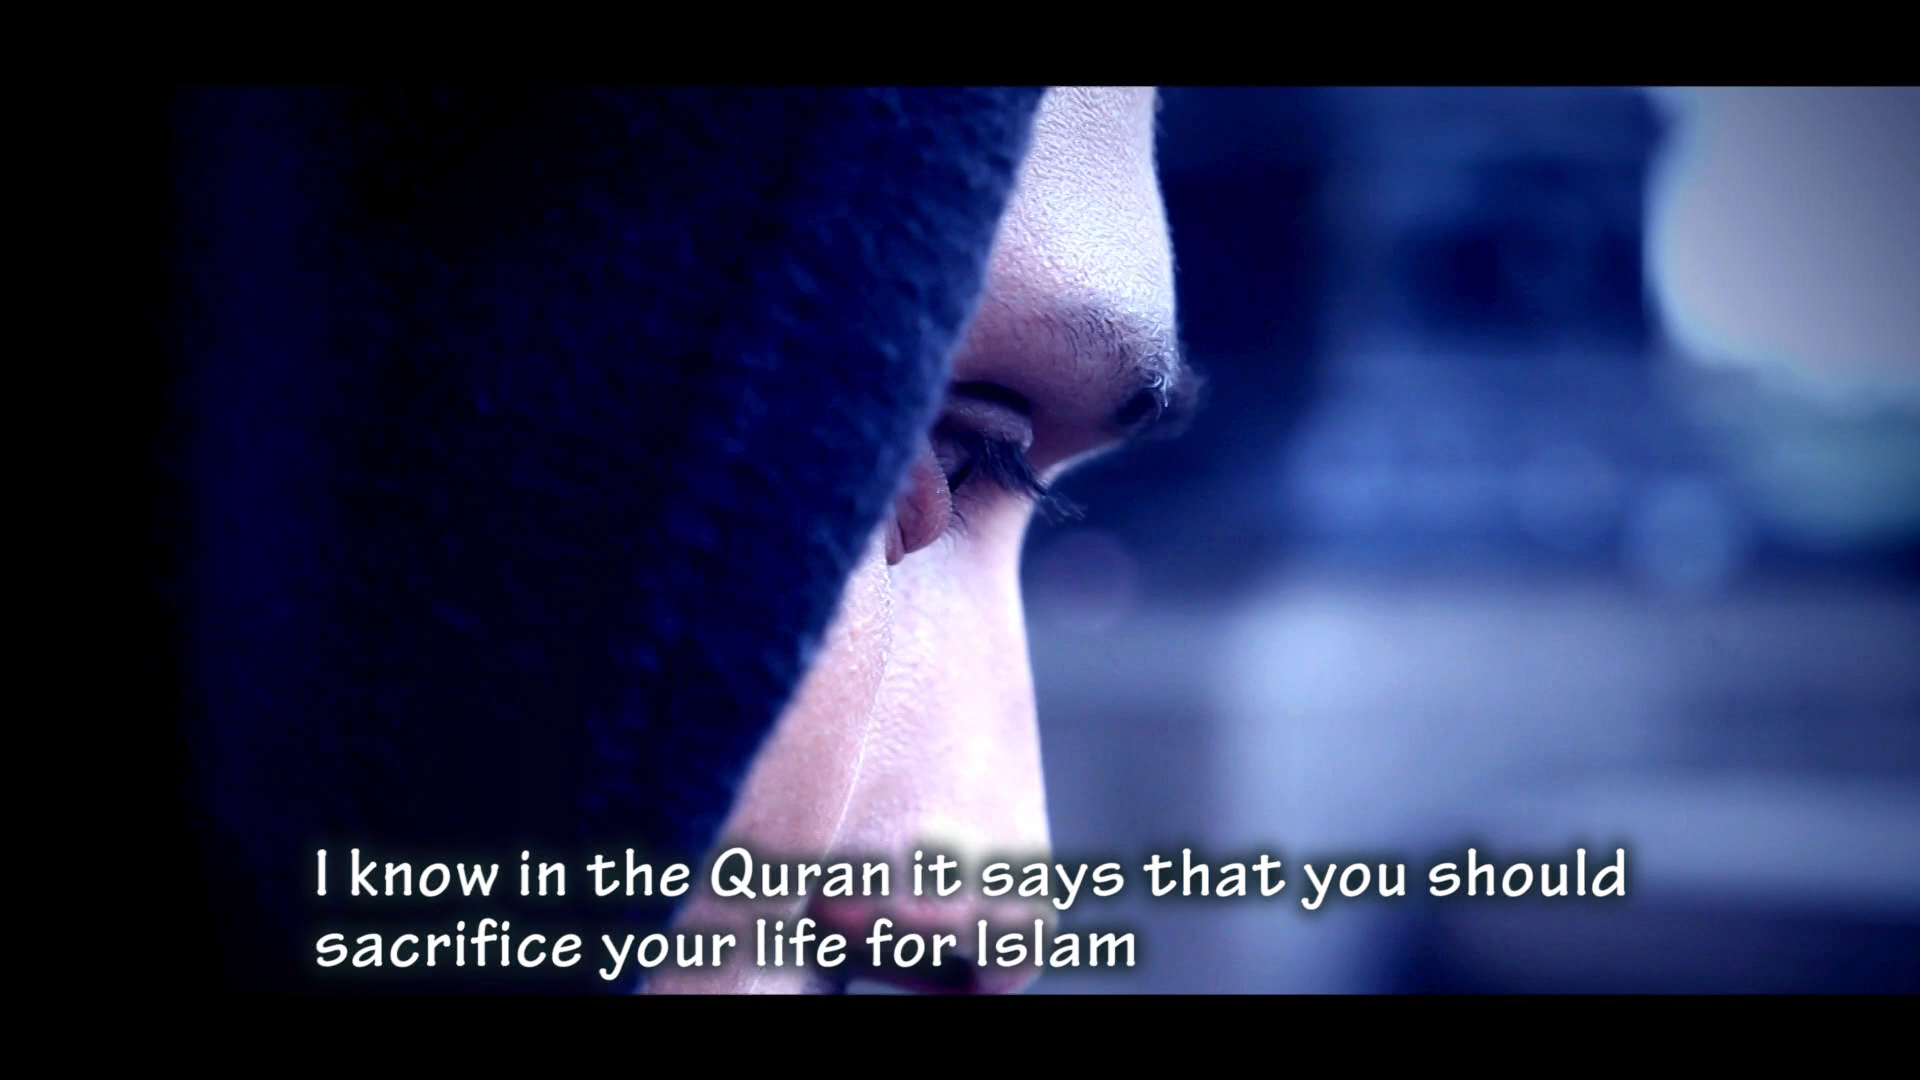 I know in the Quran it says that you should
sacrifice your life for Islam